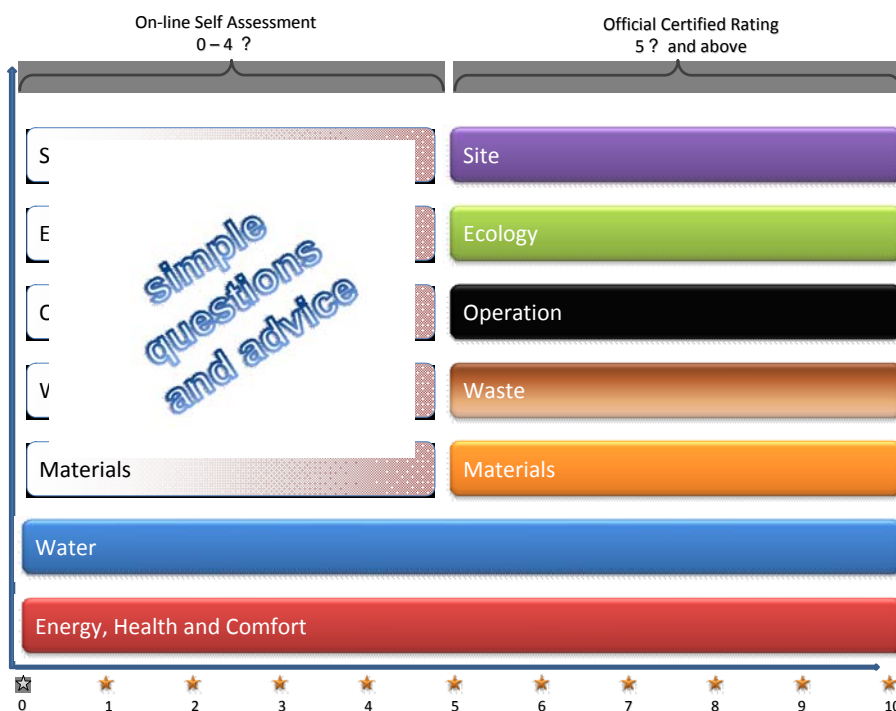 On-line Self Assessment
0 – 4 ?
Official Certified Rating
5 ? and above
S
Site
E
Ecology
simple
questions
and advice
O
Operation
W
Waste
Materials
Materials
Water
Energy, Health and Comfort
0 1 2 3 4 5 6 7 8 9 1